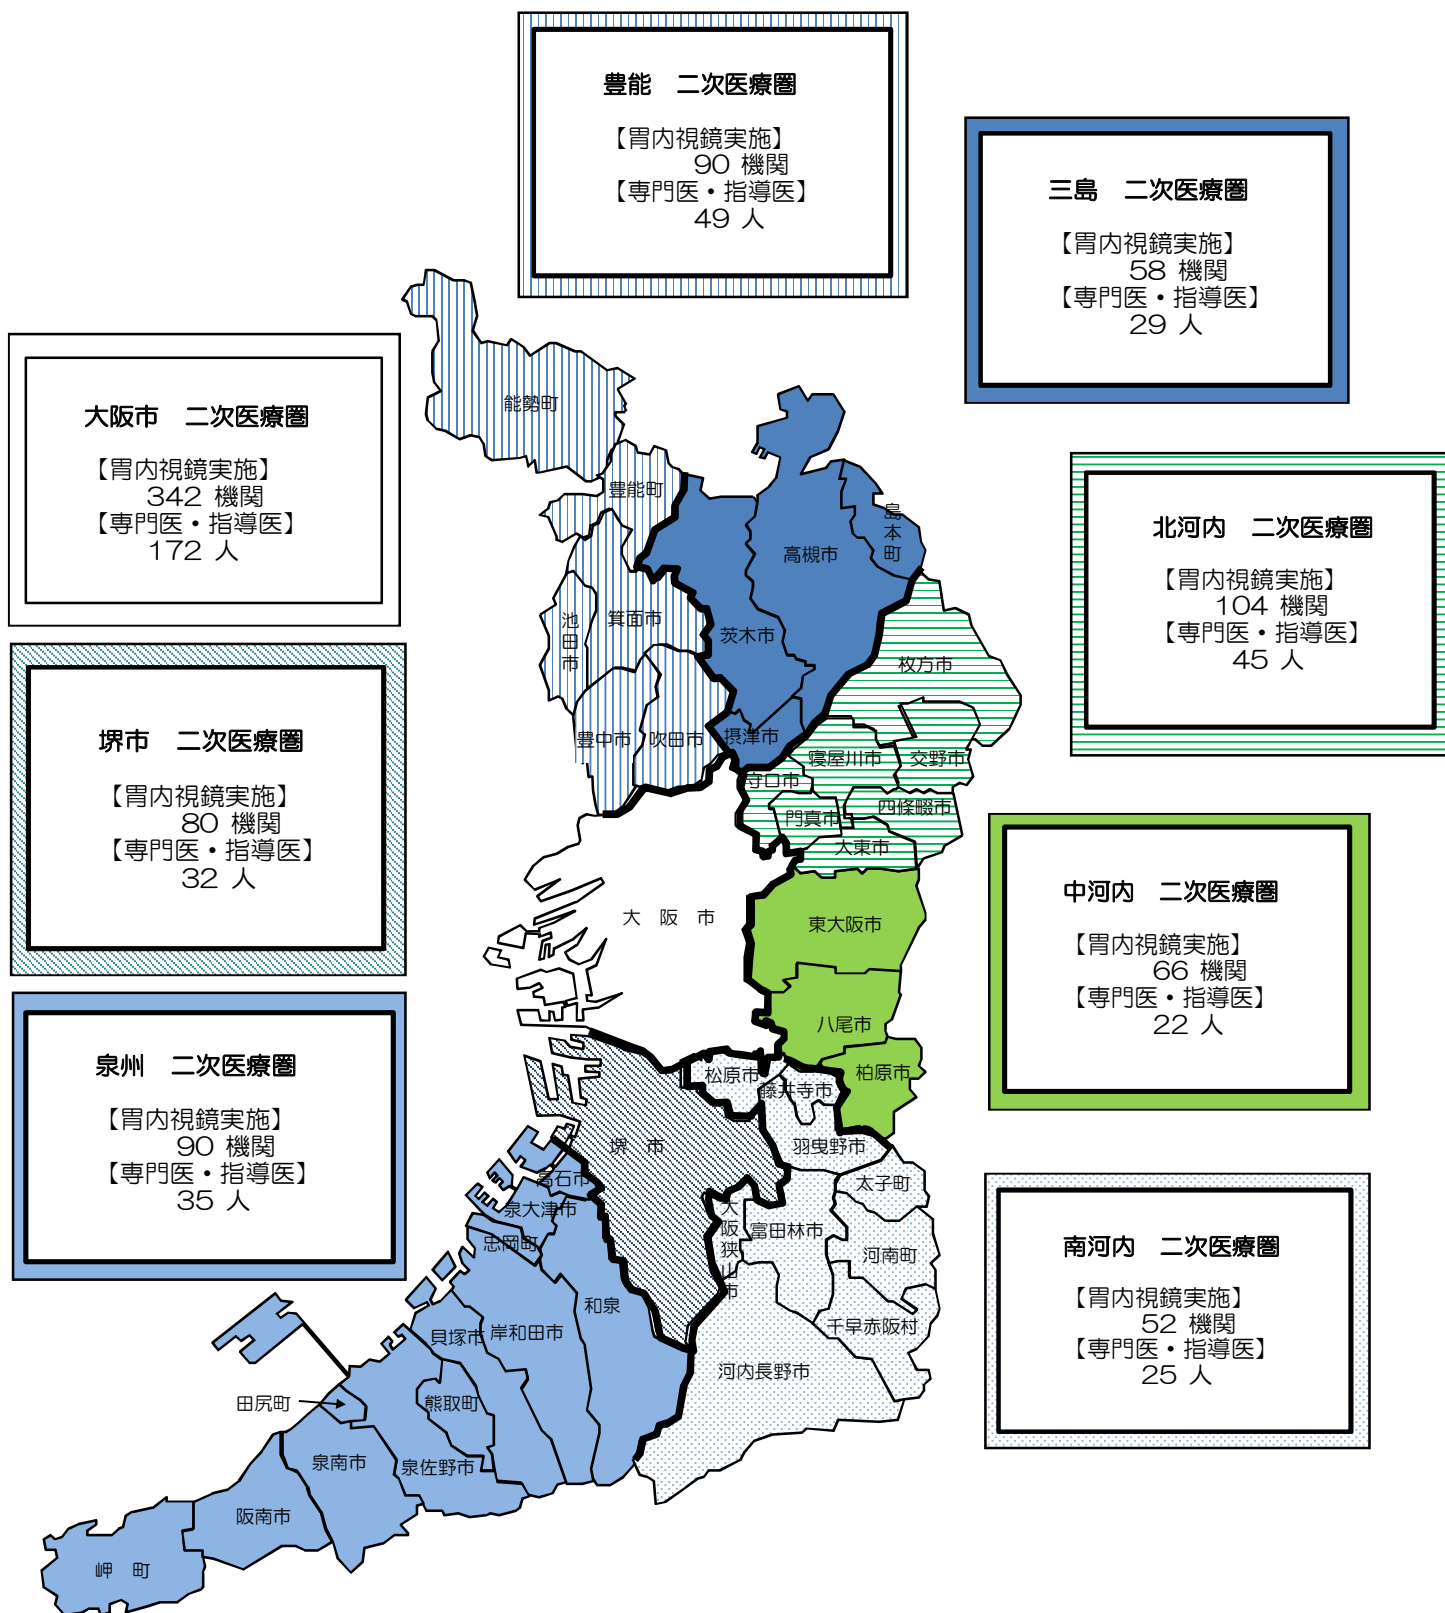 豊能　二次医療圏
【胃内視鏡実施】
90 機関
【専門医・指導医】
49 人
三島　二次医療圏
【胃内視鏡実施】
58 機関
【専門医・指導医】
29 人
大阪市　二次医療圏
【胃内視鏡実施】
342 機関
【専門医・指導医】
172 人
北河内　二次医療圏
【胃内視鏡実施】
104 機関
【専門医・指導医】
45 人
堺市　二次医療圏
【胃内視鏡実施】
80 機関
【専門医・指導医】
32 人
中河内　二次医療圏
【胃内視鏡実施】
66 機関
【専門医・指導医】
22 人
泉州　二次医療圏
【胃内視鏡実施】
90 機関
【専門医・指導医】
35 人
南河内　二次医療圏
【胃内視鏡実施】
52 機関
【専門医・指導医】
25 人
能勢町
豊能町
島本町
高槻市
池田市
箕面市
茨木市
枚方市
豊中市
吹田市
摂津市
寝屋川市
交野市
守口市
門真市
四條畷市
大東市
大　阪　市
東大阪市
八尾市
柏原市
松原市
藤井寺市
堺　市
羽曳野市
高石市
太子町
泉大津市
大阪狭山市
富田林市
忠岡町
河南町
和泉
貝塚市
岸和田市
千早赤阪村
河内長野市
田尻町
熊取町
泉南市
泉佐野市
阪南市
岬　町